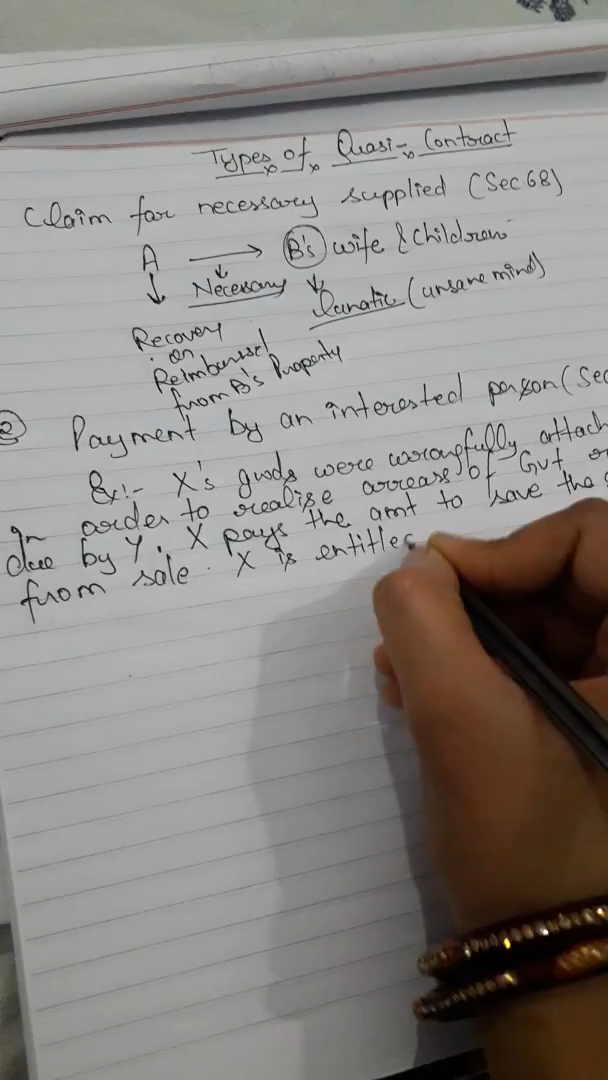 Types of Quasi- Contract
Claim for necessary supplied (Sec 68)
A → B's wife & Children
Necessary lunatic (unsane mind)
Recovery
or
Reimbursed
from B's Property
2 Payment by an interested person (Sec
Ex:- X's goods were wrongfully attach
In order to realise arrears of Gvt
due by Y. X pays the amt to save the
from sale. X is entitle